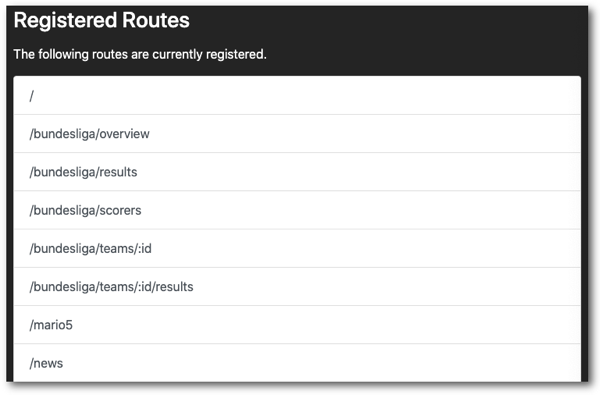 Registered Routes
The following routes are currently registered.
/
/bundesliga/overview
/bundesliga/results
/bundesliga/scorers
/bundesliga/teams/:id
/bundesliga/teams/:id/results
/mario5
/news